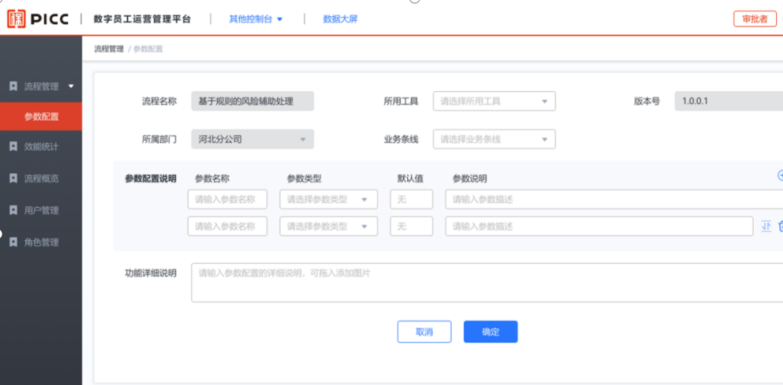 PICC 数字员工运营管理平台 其他控制台 数据大屏 审批者
流程管理 / 参数配置
流程管理
参数配置
效能统计
流程概览
用户管理
角色管理
流程名称 基于规则的风险辅助处理 所用工具 请选择所用工具 版本号 1.0.0.1
所属部门 河北分公司 业务条线 请选择业务条线
参数配置说明 参数名称 参数类型 默认值 参数说明
请输入参数名称 请选择参数类型 无 请输入参数描述
请输入参数名称 请选择参数类型 无 请输入参数描述
功能详细说明 请输入参数配置的详细说明，可拖入添加图片
取消 确定